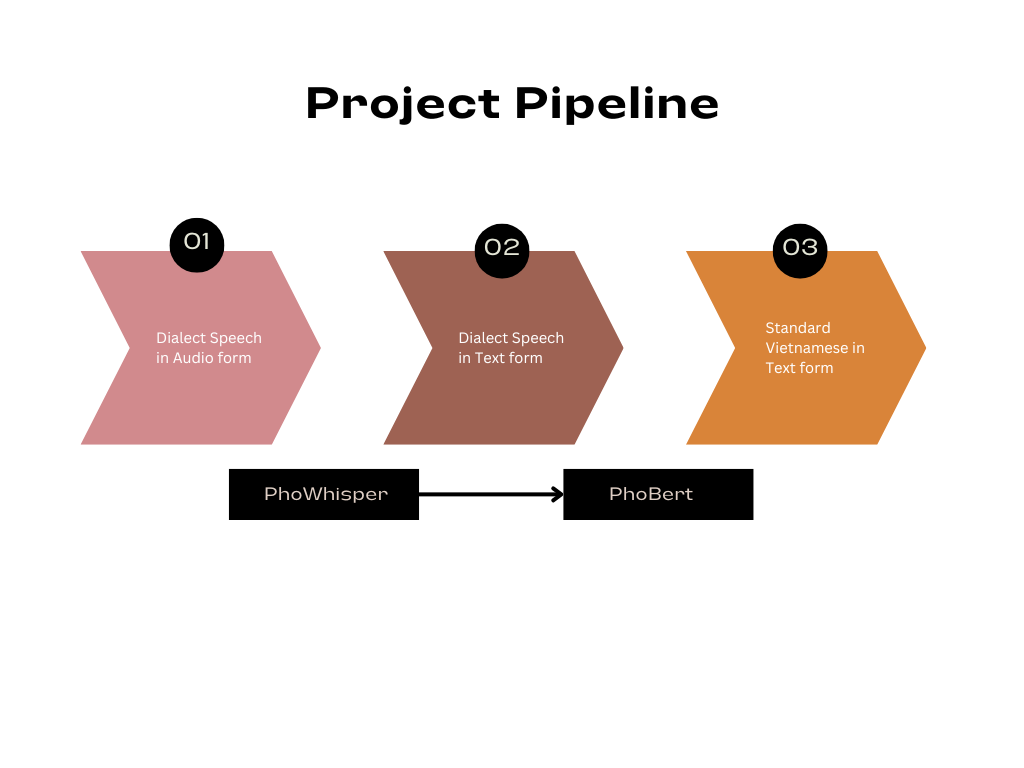 Project Pipeline
01
02
03
Dialect Speech
in Audio form
Dialect Speech
in Text form
Standard
Vietnamese in
Text form
PhoWhisper
PhoBert